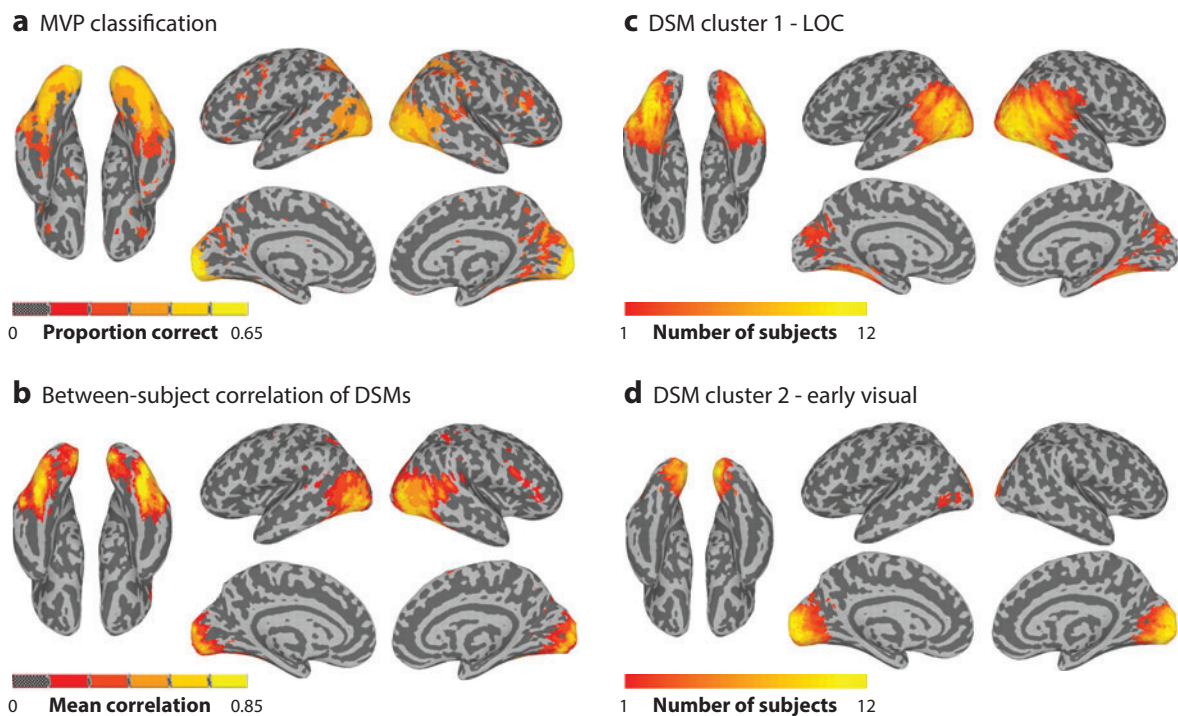 a MVP classification
0 Proportion correct 0.65
b Between-subject correlation of DSMs
0 Mean correlation 0.85
c DSM cluster 1 - LOC
1 Number of subjects 12
d DSM cluster 2 - early visual
1 Number of subjects 12